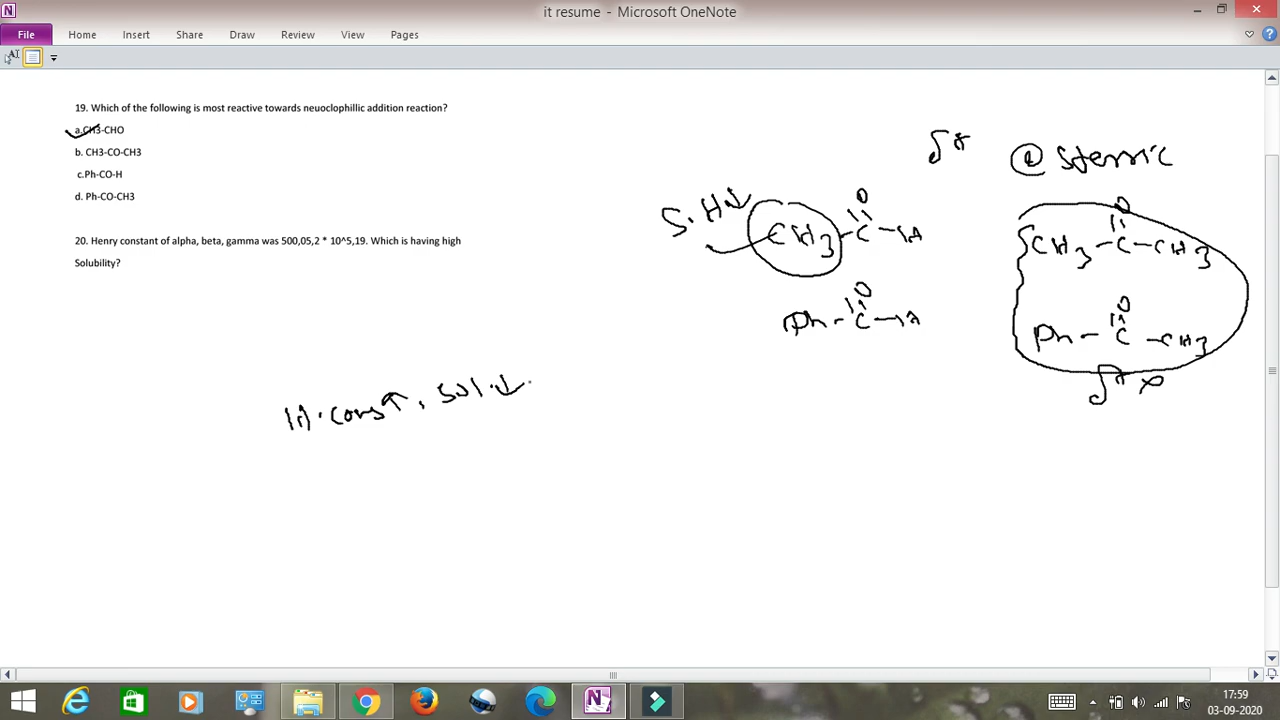 it resume - Microsoft OneNote
File Home Insert Share Draw Review View Pages
19. Which of the following is most reactive towards neuoclophillic addition reaction?
a.CH3-CHO
b. CH3-CO-CH3
c.Ph-CO-H
d. Ph-CO-CH3
20. Henry constant of alpha, beta, gamma was 500,05,2 * 10^5,19. Which is having high
Solubility?
S.H↓
O
CH3-C-H
O
Ph-C-H
δ+ @ sterric
O
CH3-C-CH3
O
Ph-C-CH3
δ+
H.cons↑, Sol.↓
17:59
03-09-2020